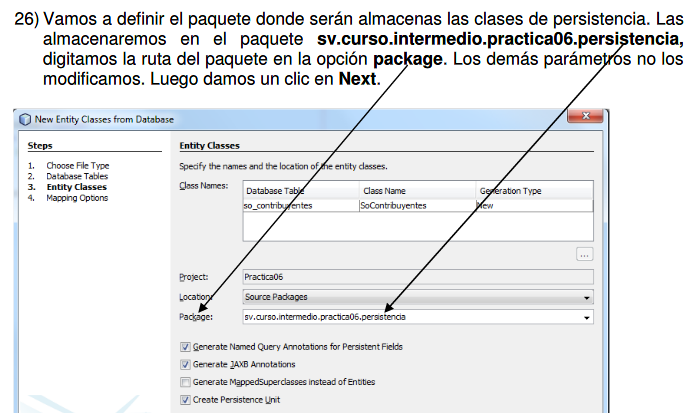 26) Vamos a definir el paquete donde serán almacenas las clases de persistencia. Las
almacenaremos en el paquete sv.curso.intermedio.practica06.persistencia,
digitamos la ruta del paquete en la opción package. Los demás parámetros no los
modificamos. Luego damos un clic en Next.
New Entity Classes from Database
Steps
1. Choose File Type
2. Database Tables
3. Entity Classes
4. Mapping Options
Entity Classes
Specify the names and the location of the entity classes.
Class Names:
Database Table Class Name Generation Type
so_contribuyentes SoContribuyentes New
...
Project: Practica06
Location: Source Packages
Package: sv.curso.intermedio.practica06.persistencia
Generate Named Query Annotations for Persistent Fields
Generate JAXB Annotations
Generate MappedSuperclasses instead of Entities
Create Persistence Unit